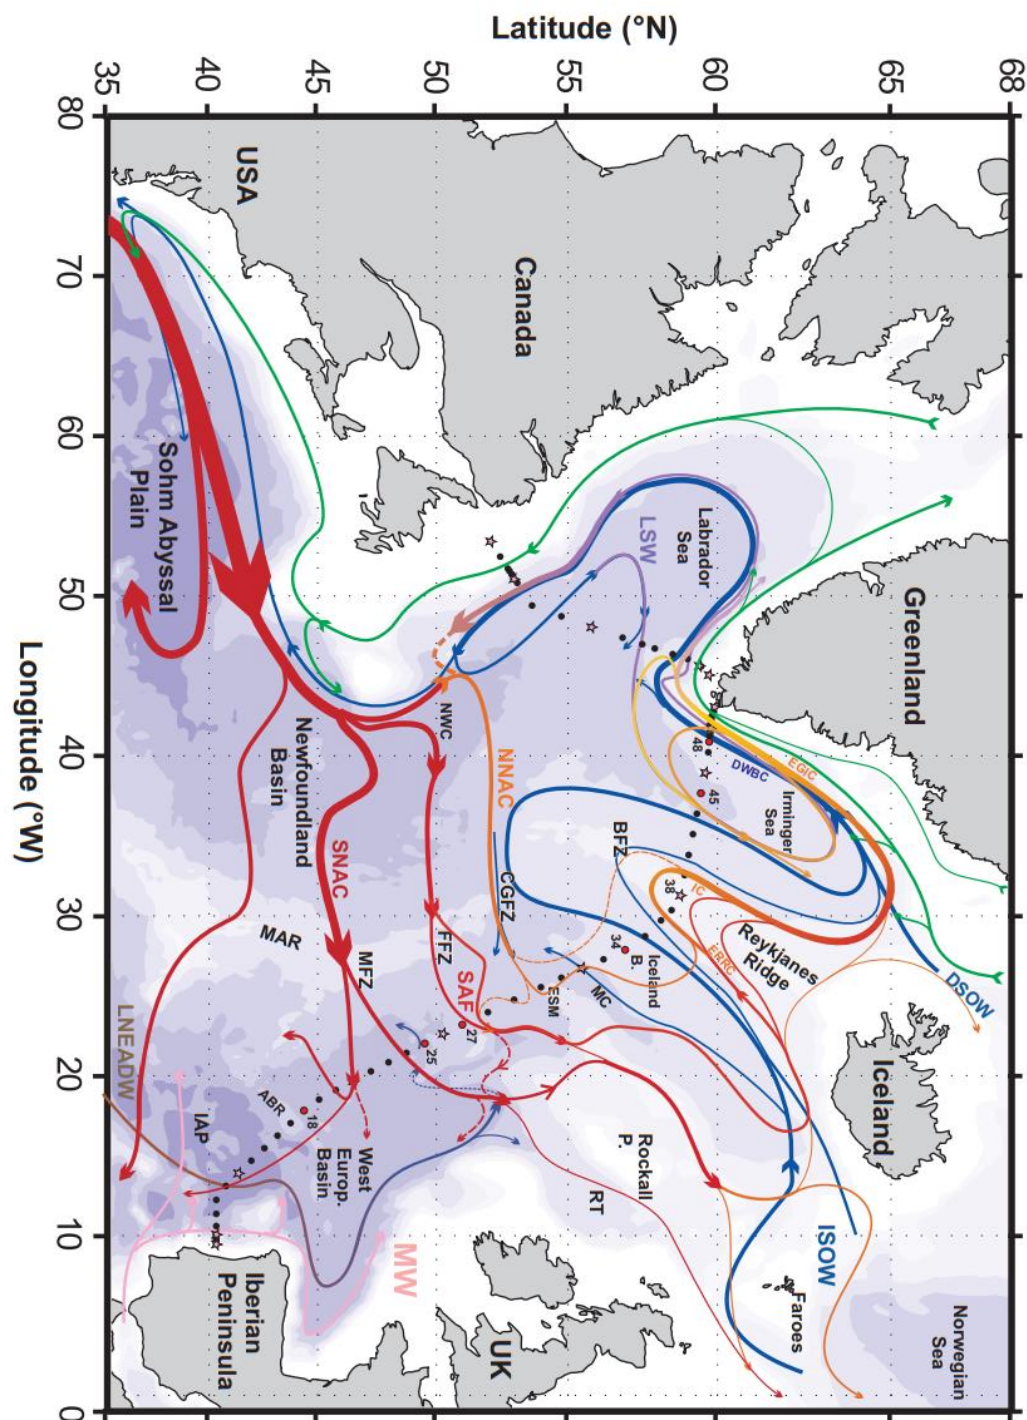 Latitude (°N)
35
40
45
50
55
60
65
68
80
70
60
50
40
30
20
10
0
Longitude (°W)
USA
Canada
Greenland
Iceland
Faroes
Norwegian
Sea
UK
Iberian
Peninsula
Sohm Abyssal
Plain
Labrador
Sea
LSW
Newfoundland
Basin
NWC
NNAC
SNAC
DWBC
EGIC
Irminger
Sea
48
45
38
34
27
25
18
IC
ERRC
Reykjanes
Ridge
DSOW
BFZ
CGFZ
FFZ
MFZ
MAR
SAF
Iceland
B.
MC
ESM
LNEADW
ABR
IAP
West
Europ.
Basin
Rockall
P.
RT
ISOW
MW